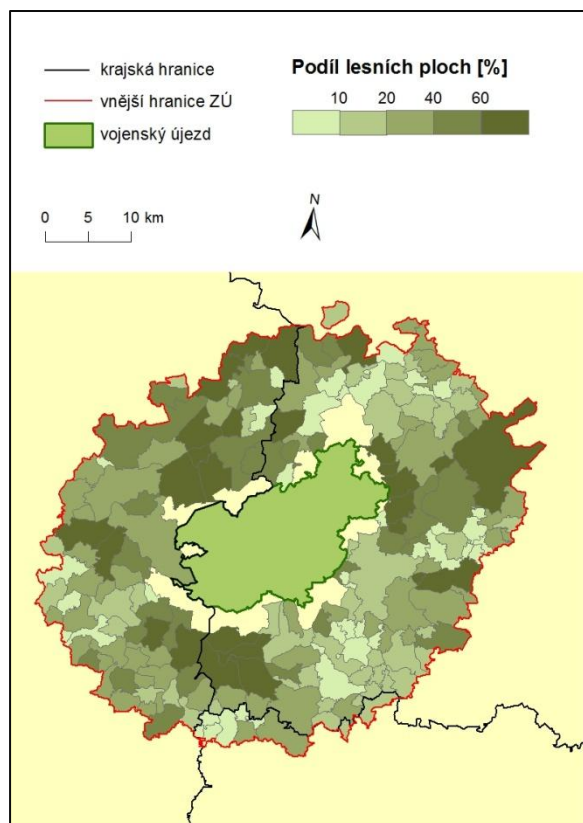 krajská hranice
vnější hranice ZÚ
vojenský újezd
Podíl lesních ploch [%]
10 20 40 60
0 5 10 km
N